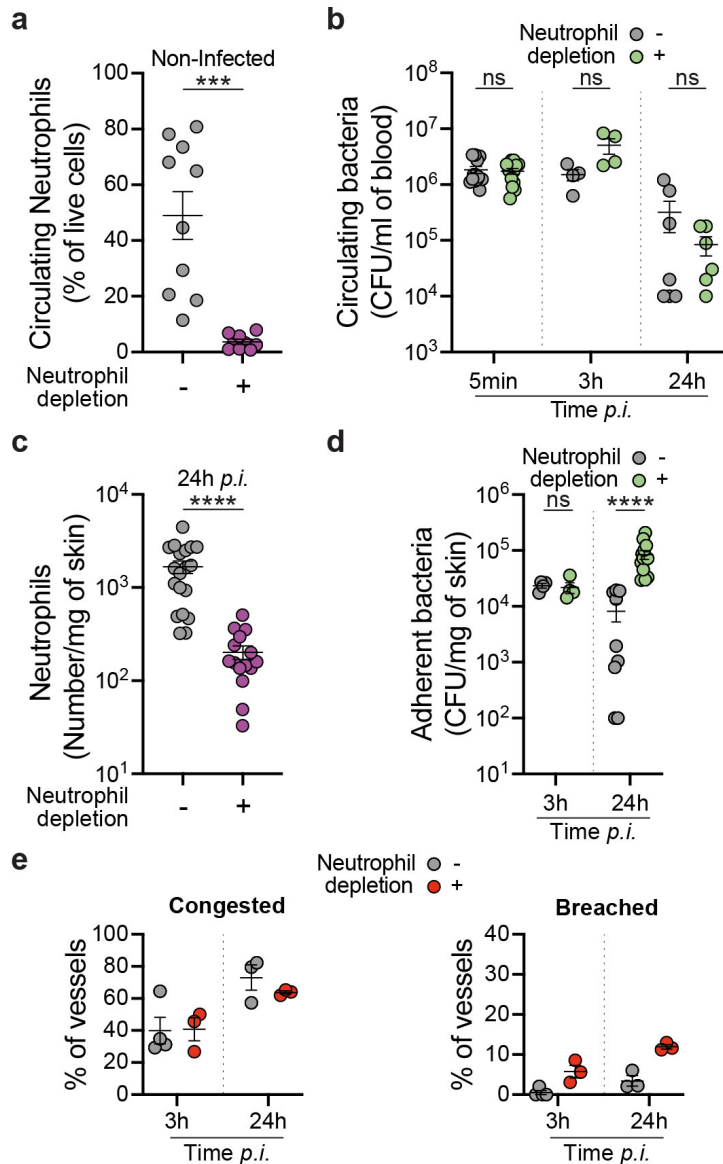 a
Non-Infected
***
Circulating Neutrophils
(% of live cells)
100
80
60
40
20
0
Neutrophil
depletion
- +
b
Neutrophil -
depletion +
ns ns ns
Circulating bacteria
(CFU/ml of blood)
10^8
10^7
10^6
10^5
10^4
10^3
5min 3h 24h
Time p.i.
c
24h p.i.
****
Neutrophils
(Number/mg of skin)
10^4
10^3
10^2
10^1
Neutrophil
depletion
- +
d
Neutrophil -
depletion +
ns ****
Adherent bacteria
(CFU/mg of skin)
10^6
10^5
10^4
10^3
10^2
10^1
3h 24h
Time p.i.
e
Neutrophil -
depletion +
Congested
% of vessels
100
80
60
40
20
0
3h 24h
Time p.i.
Breached
% of vessels
40
30
20
10
0
3h 24h
Time p.i.